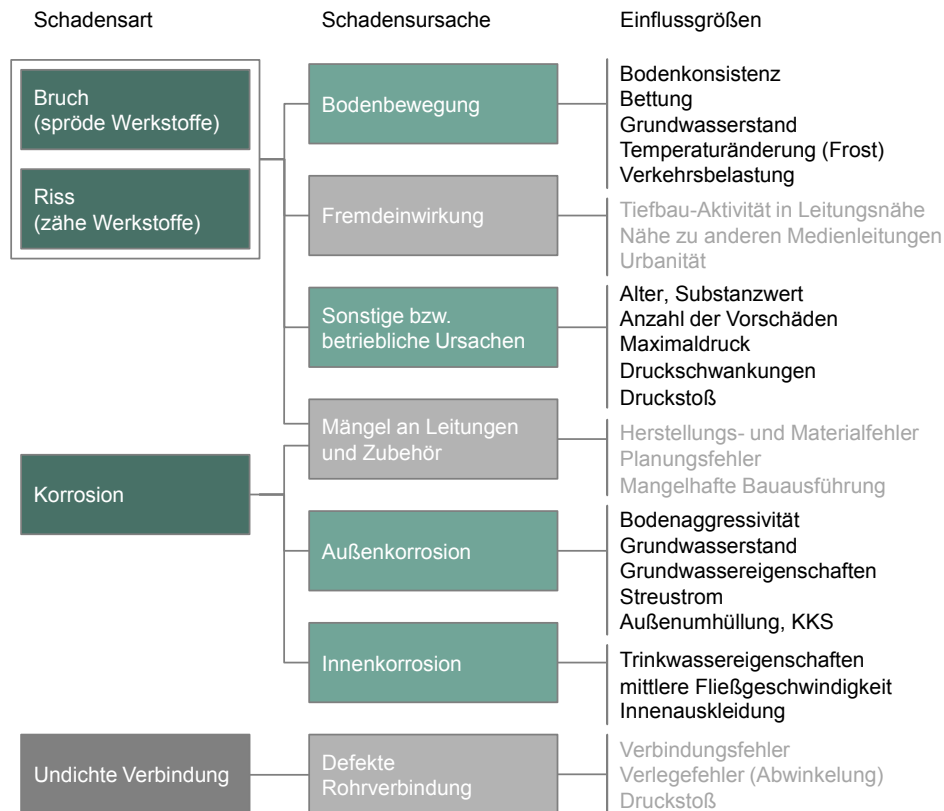 Schadensart
Schadensursache
Einflussgrößen
Bruch
(spröde Werkstoffe)
Riss
(zähe Werkstoffe)
Bodenbewegung
Bodenkonsistenz
Bettung
Grundwasserstand
Temperaturänderung (Frost)
Verkehrsbelastung
Fremdeinwirkung
Tiefbau-Aktivität in Leitungsnähe
Nähe zu anderen Medienleitungen
Urbanität
Sonstige bzw.
betriebliche Ursachen
Alter, Substanzwert
Anzahl der Vorschäden
Maximaldruck
Druckschwankungen
Druckstoß
Mängel an Leitungen
und Zubehör
Herstellungs- und Materialfehler
Planungsfehler
Mangelhafte Bauausführung
Korrosion
Außenkorrosion
Bodenaggressivität
Grundwasserstand
Grundwassereigenschaften
Streustrom
Außenumhüllung, KKS
Innenkorrosion
Trinkwassereigenschaften
mittlere Fließgeschwindigkeit
Innenauskleidung
Undichte Verbindung
Defekte
Rohrverbindung
Verbindungsfehler
Verlegefehler (Abwinkelung)
Druckstoß